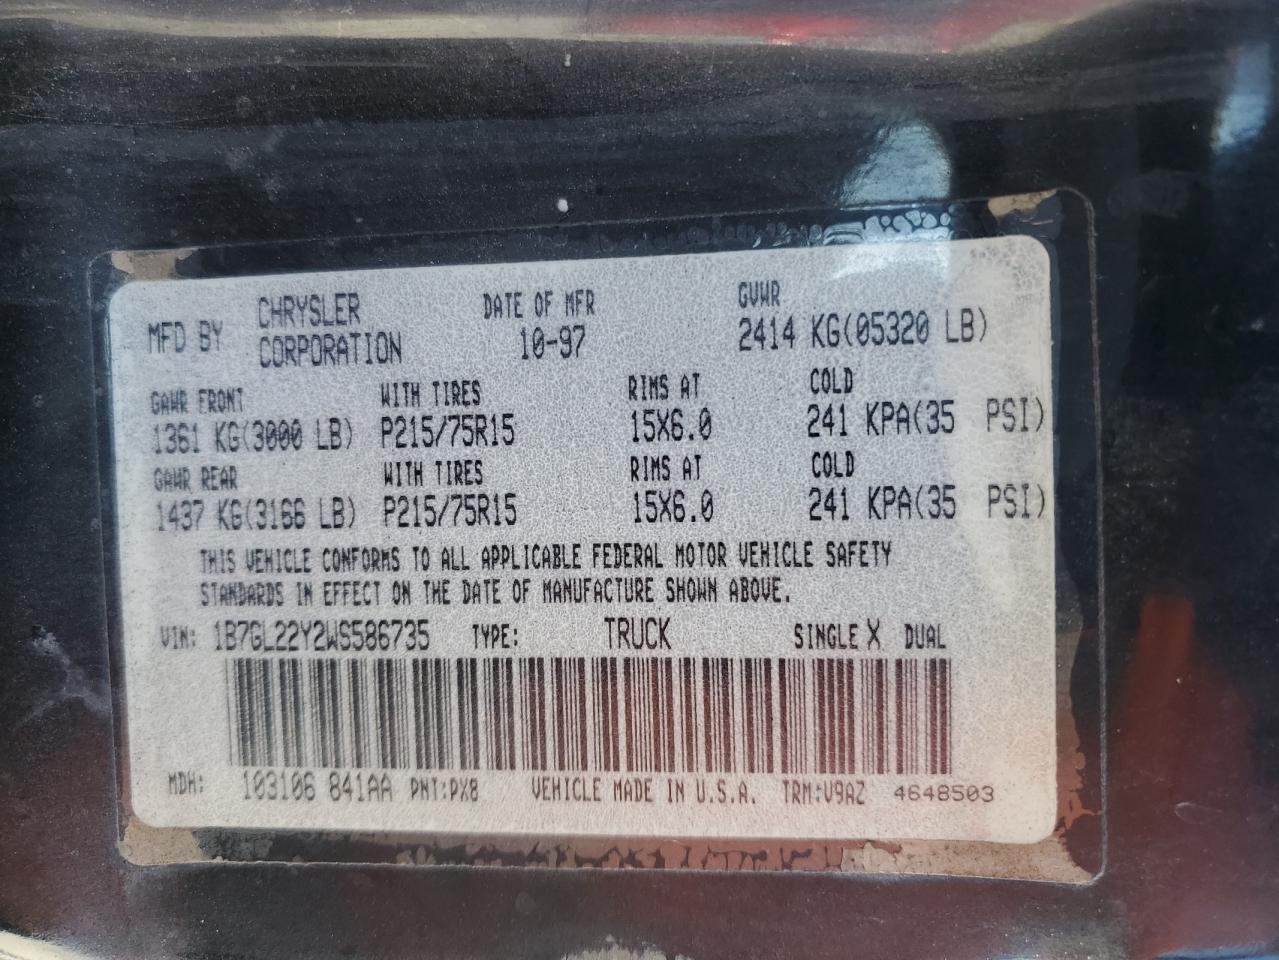 MFD BY CHRYSLER CORPORATION DATE OF MFR 10-97 GVWR 2414 KG(05320 LB)
GAWR FRONT WITH TIRES RIMS AT COLD
1361 KG(3000 LB) P215/75R15 15X6.0 241 KPA(35 PSI)
GAWR REAR WITH TIRES RIMS AT COLD
1437 KG(3166 LB) P215/75R15 15X6.0 241 KPA(35 PSI)
THIS VEHICLE CONFORMS TO ALL APPLICABLE FEDERAL MOTOR VEHICLE SAFETY
STANDARDS IN EFFECT ON THE DATE OF MANUFACTURE SHOWN ABOVE.
VIN: 1B7GL22Y2WS586735 TYPE: TRUCK SINGLE X DUAL
MDH: 103106 841AA PNT:PX8 VEHICLE MADE IN U.S.A. TRM:V9AZ 4648503